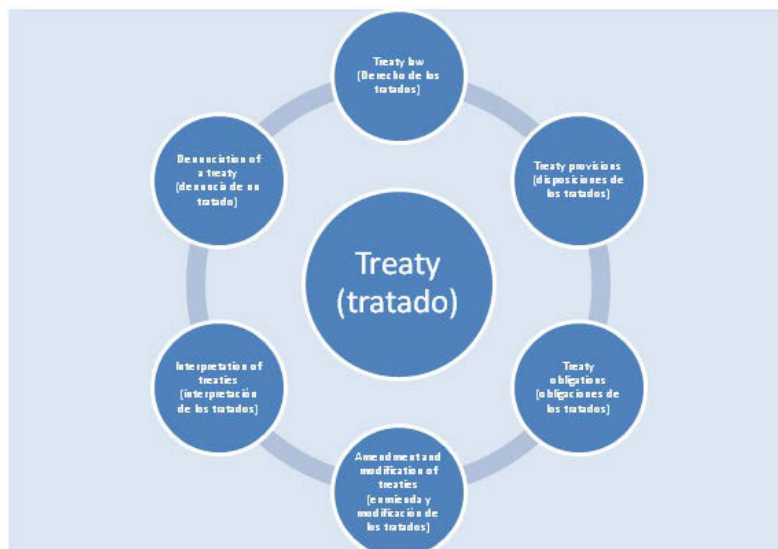 Treaty law
(Derecho de los
tratados)
Treaty provisions
(disposiciones de
los tratados)
Treaty
obligations
(obligaciones de
los tratados)
Amendment and
modification of
treaties
(enmienda y
modificación de
los tratados)
Interpretation of
treaties
(interpretación
de los tratados)
Denunciation of
a treaty
(denuncia de un
tratado)
Treaty
(tratado)